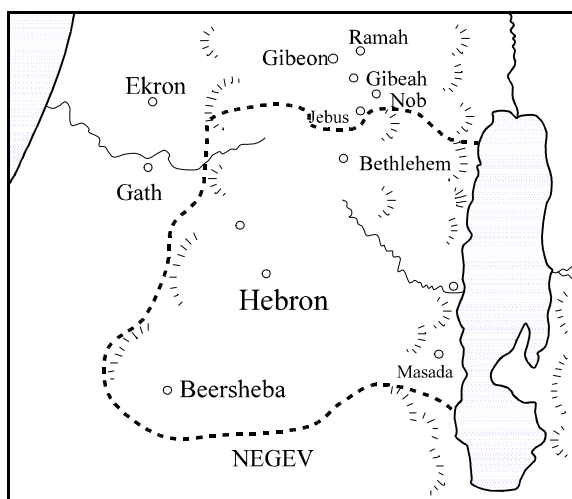 Ramah
Gibeon
Gibeah
Ekron
Nob
Jebus
Bethlehem
Gath
Hebron
Masada
Beersheba
NEGEV